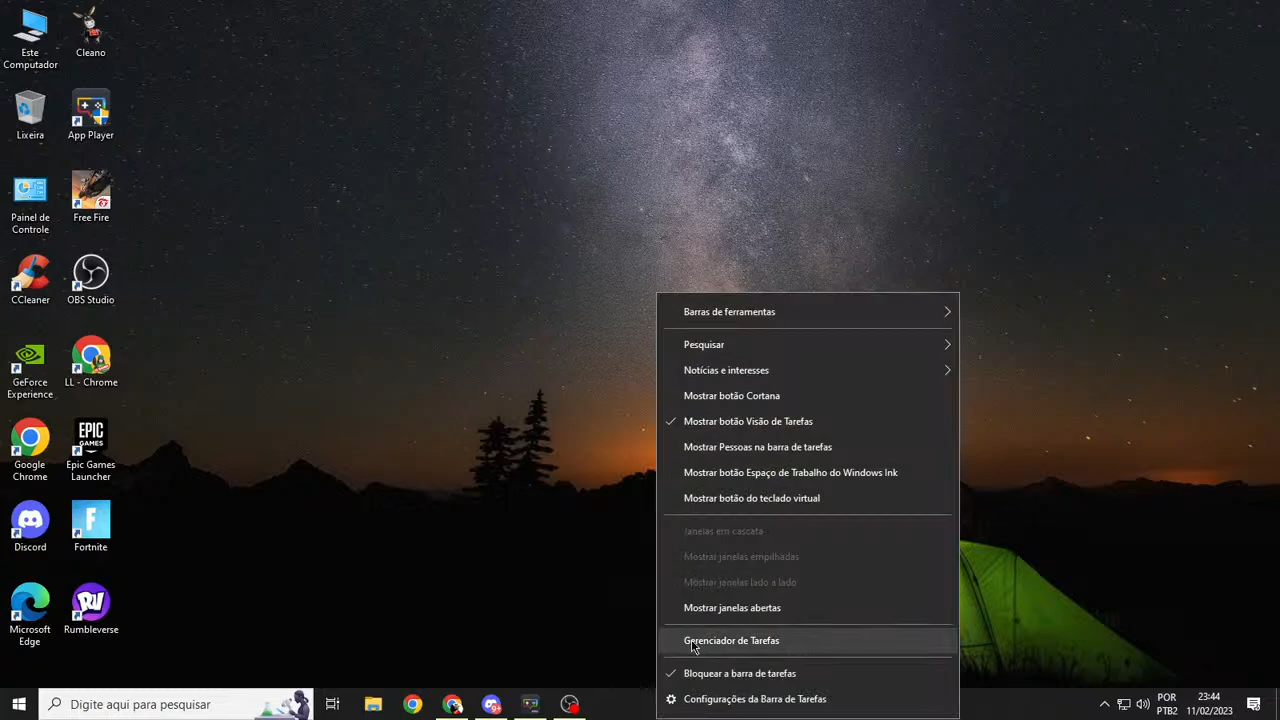 Este
Computador
Cleano
Lixeira
App Player
Painel de
Controle
Free Fire
CCleaner
OBS Studio
GeForce
Experience
LL - Chrome
Google
Chrome
EPIC
GAMES
Epic Games
Launcher
Discord
Fortnite
Microsoft
Edge
Rumbleverse
Barras de ferramentas
Pesquisar
Notícias e interesses
Mostrar botão Cortana
Mostrar botão Visão de Tarefas
Mostrar Pessoas na barra de tarefas
Mostrar botão Espaço de Trabalho do Windows Ink
Mostrar botão do teclado virtual
Janelas em cascata
Mostrar janelas empilhadas
Mostrar janelas lado a lado
Mostrar janelas abertas
Gerenciador de Tarefas
Bloquear a barra de tarefas
Configurações da Barra de Tarefas
Digite aqui para pesquisar
POR
PTB2
23:44
11/02/2023